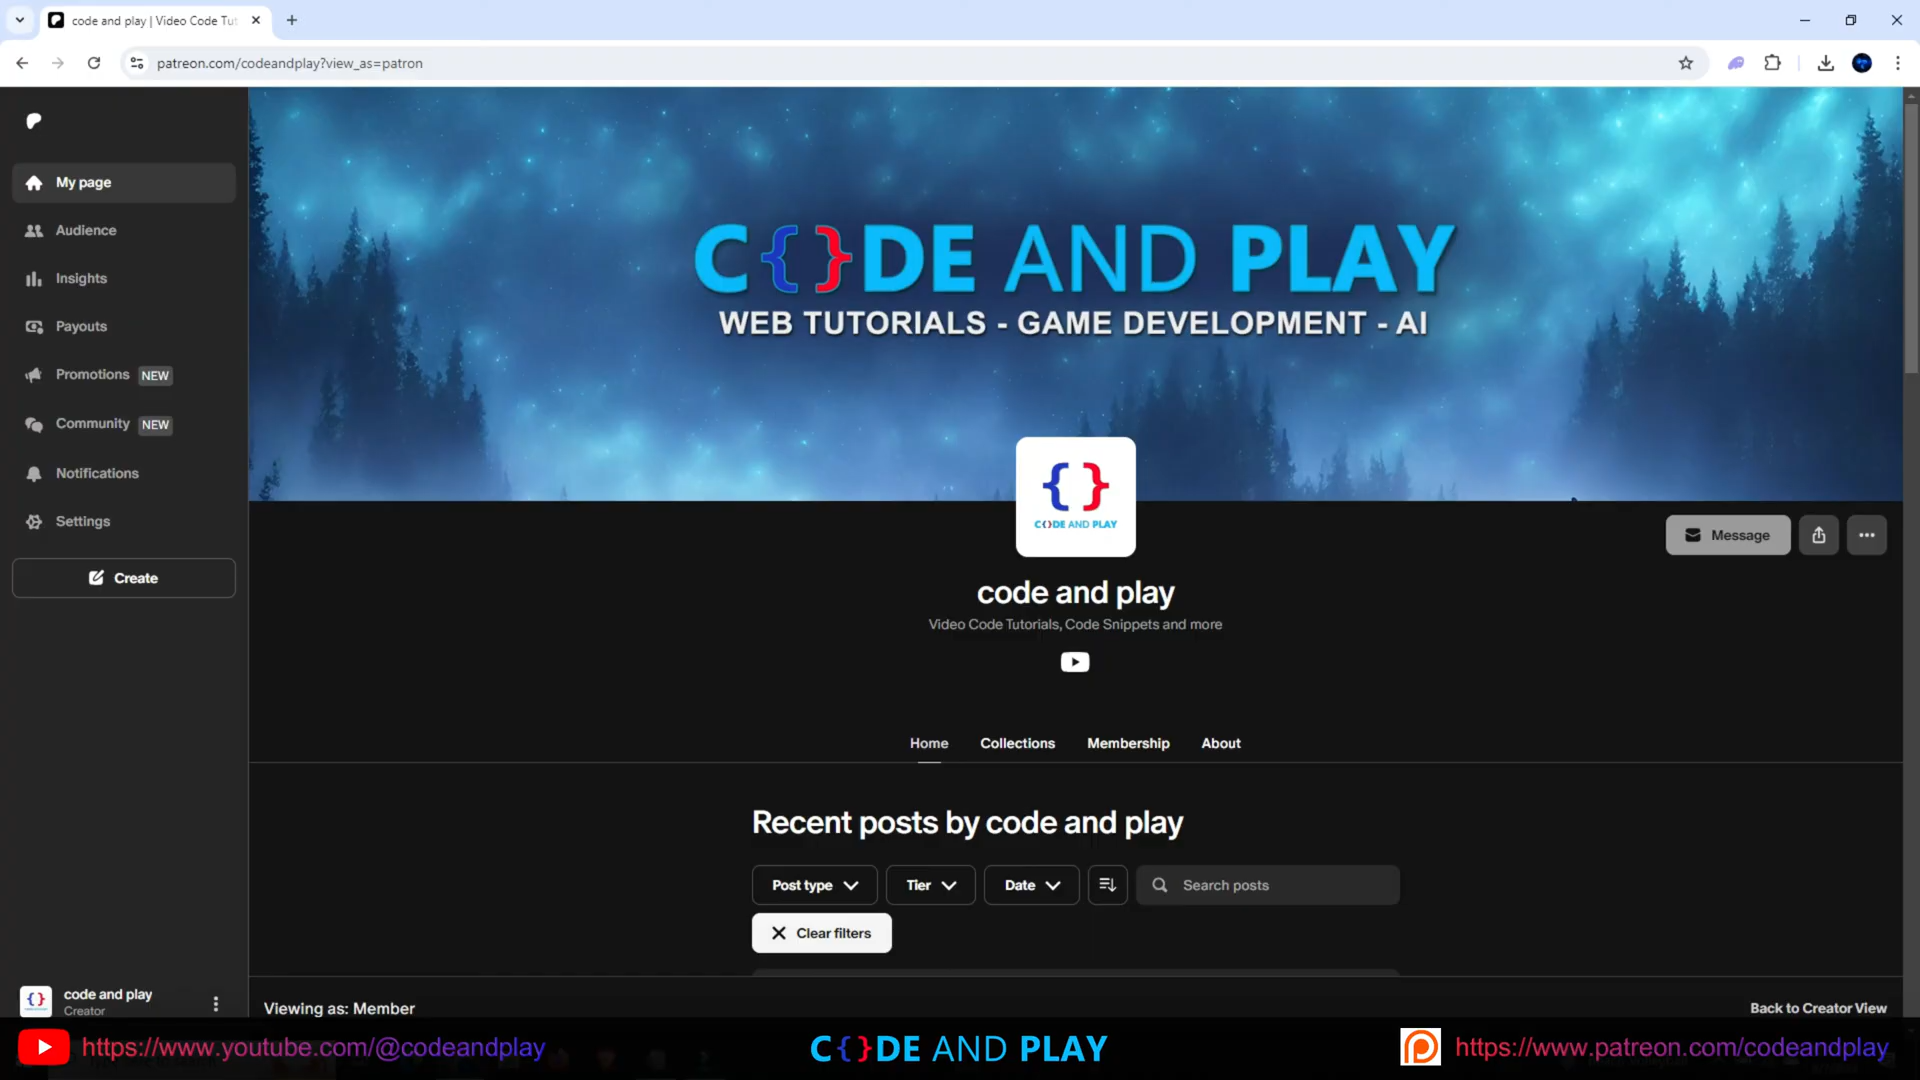 code and play | Video Code Tut
patreon.com/codeandplay?view_as=patron
My page
Audience
Insights
Payouts
Promotions NEW
Community NEW
Notifications
Settings
Create
C{}DE AND PLAY
WEB TUTORIALS - GAME DEVELOPMENT - AI
{ }
C{}DE AND PLAY
Message
code and play
Video Code Tutorials, Code Snippets and more
Home Collections Membership About
Recent posts by code and play
Post type Tier Date Search posts
Clear filters
code and play
Creator
Viewing as: Member
Back to Creator View
https://www.youtube.com/@codeandplay
C{}DE AND PLAY
https://www.patreon.com/codeandplay